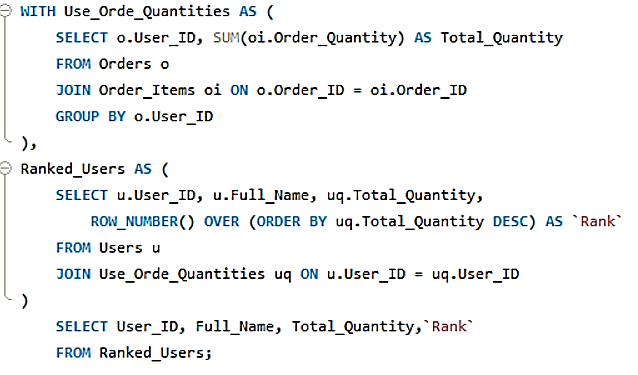 WITH Use_Orde_Quantities AS (
SELECT o.User_ID, SUM(oi.Order_Quantity) AS Total_Quantity
FROM Orders o
JOIN Order_Items oi ON o.Order_ID = oi.Order_ID
GROUP BY o.User_ID
),
Ranked_Users AS (
SELECT u.User_ID, u.Full_Name, uq.Total_Quantity,
ROW_NUMBER() OVER (ORDER BY uq.Total_Quantity DESC) AS `Rank`
FROM Users u
JOIN Use_Orde_Quantities uq ON u.User_ID = uq.User_ID
)
SELECT User_ID, Full_Name, Total_Quantity,`Rank`
FROM Ranked_Users;